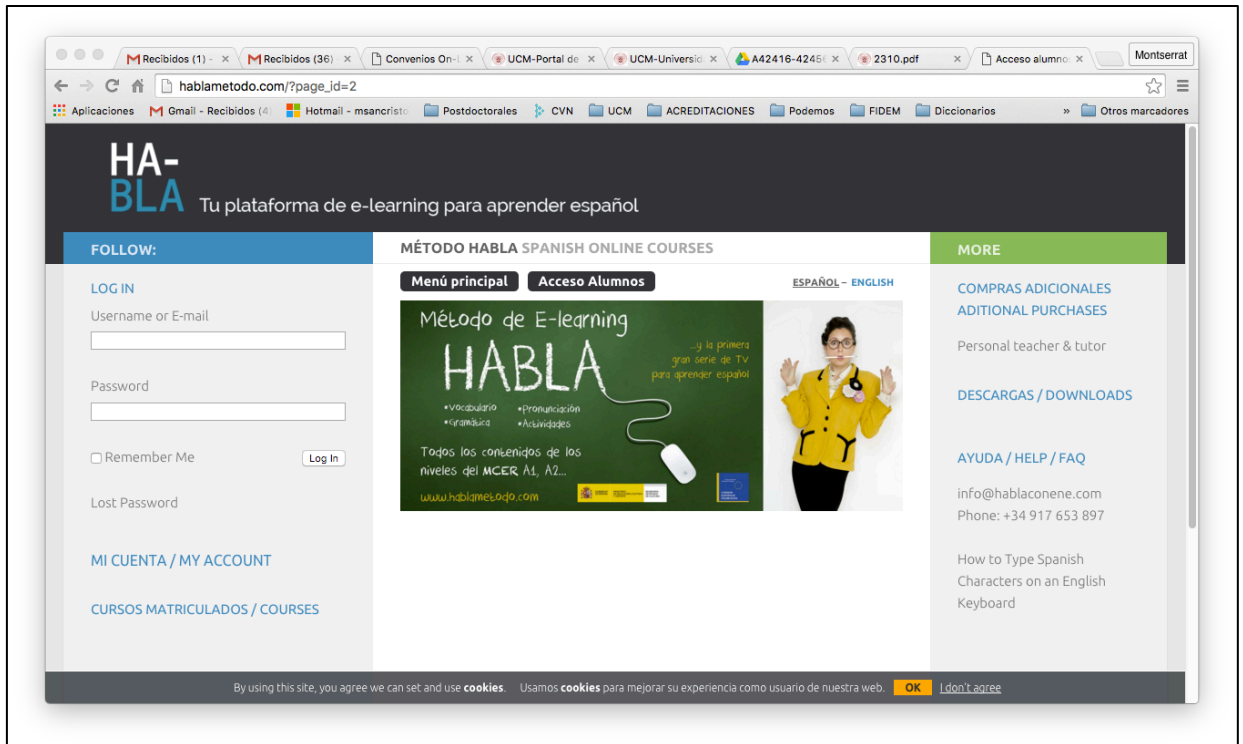 Recibidos (1) -
Recibidos (36)
Convenios On-L
UCM-Portal de
UCM-Universid
A42416-4245
2310.pdf
Acceso alumno
Montserrat
hablametodo.com/?page_id=2
Aplicaciones
Gmail - Recibidos (4
Hotmail - msancristo
Postdoctorales
CVN
UCM
ACREDITACIONES
Podemos
FIDEM
Diccionarios
»
Otros marcadores
HA-
BLA
Tu plataforma de e-learning para aprender español
FOLLOW:
LOG IN
Username or E-mail
Password
Remember Me
Log In
Lost Password
MI CUENTA / MY ACCOUNT
CURSOS MATRICULADOS / COURSES
MÉTODO HABLA SPANISH ONLINE COURSES
Menú principal
Acceso Alumnos
ESPAÑOL – ENGLISH
Método de E-learning
HABLA
...y la primera
gran serie de TV
para aprender español
•Vocabulario •Pronunciación
•Gramática •Actividades
Todos los contenidos de los
niveles del MCER A1, A2...
www.hablametodo.com
MORE
COMPRAS ADICIONALES
ADITIONAL PURCHASES
Personal teacher & tutor
DESCARGAS / DOWNLOADS
AYUDA / HELP / FAQ
info@hablaconene.com
Phone: +34 917 653 897
How to Type Spanish
Characters on an English
Keyboard
By using this site, you agree we can set and use cookies. Usamos cookies para mejorar su experiencia como usuario de nuestra web. OK I don't agree